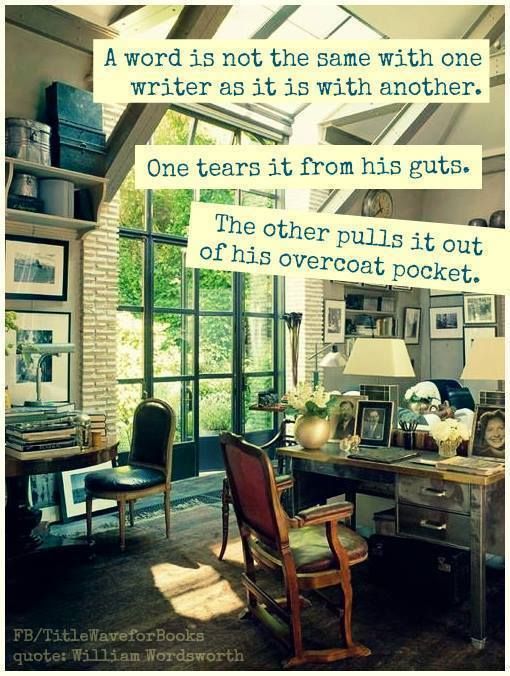 A word is not the same with one
writer as it is with another.
One tears it from his guts.
The other pulls it out
of his overcoat pocket.
FB/TitleWaveforBooks
quote: William Wordsworth